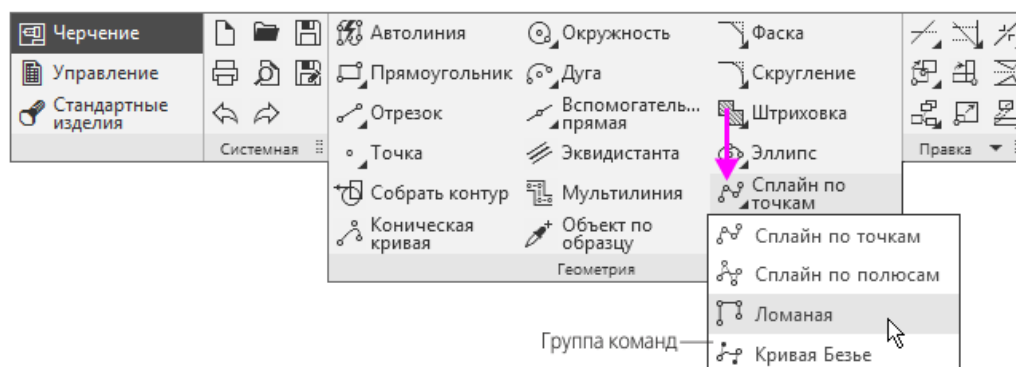 Черчение
Управление
Стандартные
изделия
Системная
Автолиния
Окружность
Фаска
Прямоугольник
Дуга
Скругление
Отрезок
Вспомогатель...
прямая
Штриховка
Точка
Эквидистанта
Эллипс
Собрать контур
Мультилиния
Сплайн по
точкам
Коническая
кривая
Объект по
образцу
Геометрия
Правка
Сплайн по точкам
Сплайн по полюсам
Ломаная
Группа команд
Кривая Безье